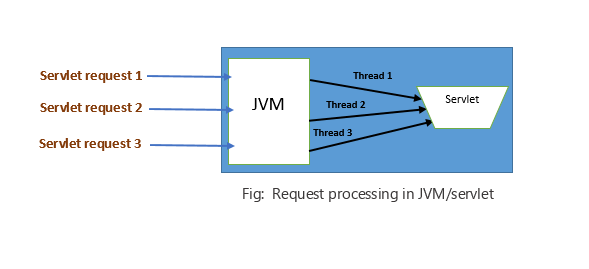 Servlet request 1
Servlet request 2
Servlet request 3
JVM
Thread 1
Thread 2
Thread 3
Servlet
Fig:  Request processing in JVM/servlet